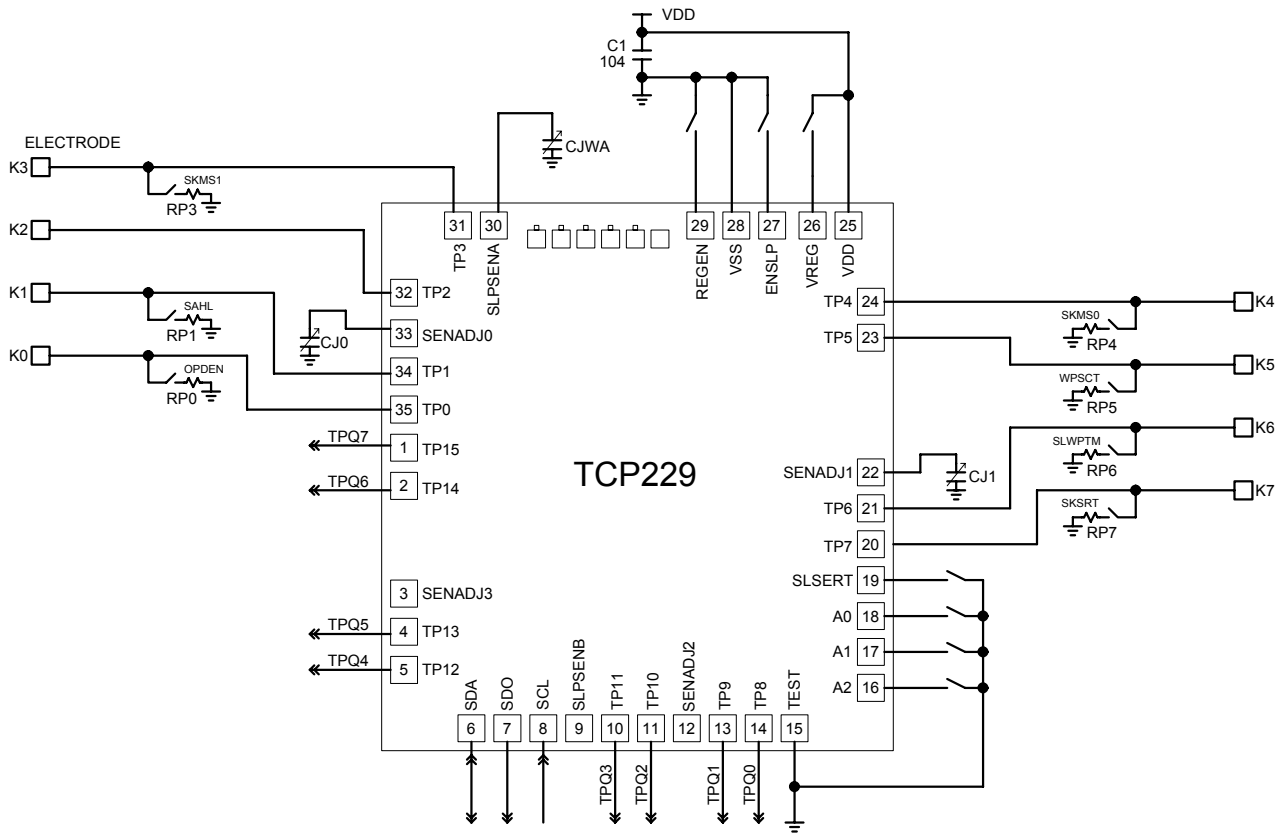 VDD
C1
104
ELECTRODE
CJWA
K3
SKMS1
RP3
31
30
29
28
27
26
25
TP3
SLPSENA
REGEN
VSS
ENSLP
VREG
VDD
K2
32 TP2
K1
SAHL
RP1
CJ0
33 SENADJ0
K0
OPDEN
RP0
34 TP1
35 TP0
TPQ7
1 TP15
TPQ6
2 TP14
3 SENADJ3
TPQ5
4 TP13
TPQ4
5 TP12
TCP229
TP4 24
K4
SKMS0
RP4
TP5 23
K5
WPSCT
RP5
K6
SLWPTM
RP6
SENADJ1 22
CJ1
TP6 21
K7
SKSRT
RP7
TP7 20
SLSERT 19
A0 18
A1 17
A2 16
SDA
SDO
SCL
SLPSENB
TP11
TP10
SENADJ2
TP9
TP8
TEST
6
7
8
9
10
11
12
13
14
15
TPQ3
TPQ2
TPQ1
TPQ0